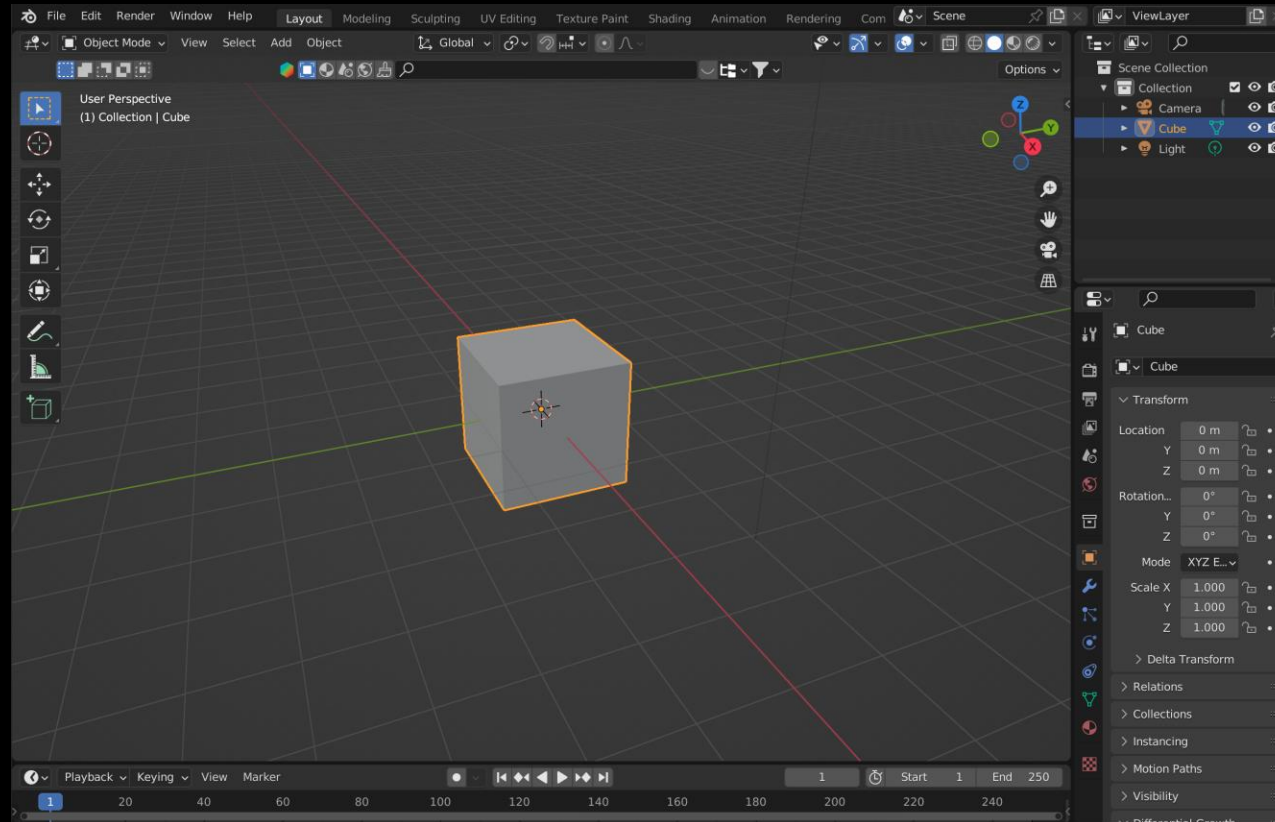 File Edit Render Window Help Layout Modeling Sculpting UV Editing Texture Paint Shading Animation Rendering Com Scene ViewLayer
Object Mode View Select Add Object Global
Options
User Perspective
(1) Collection | Cube
Z
Y
X
Scene Collection
Collection
Camera
Cube
Light
Cube
Cube
Transform
Location 0 m
Y 0 m
Z 0 m
Rotation... 0°
Y 0°
Z 0°
Mode XYZ E...
Scale X 1.000
Y 1.000
Z 1.000
Delta Transform
Relations
Collections
Instancing
Motion Paths
Visibility
Differential Growth
Playback Keying View Marker 1 Start 1 End 250
1 20 40 60 80 100 120 140 160 180 200 220 240